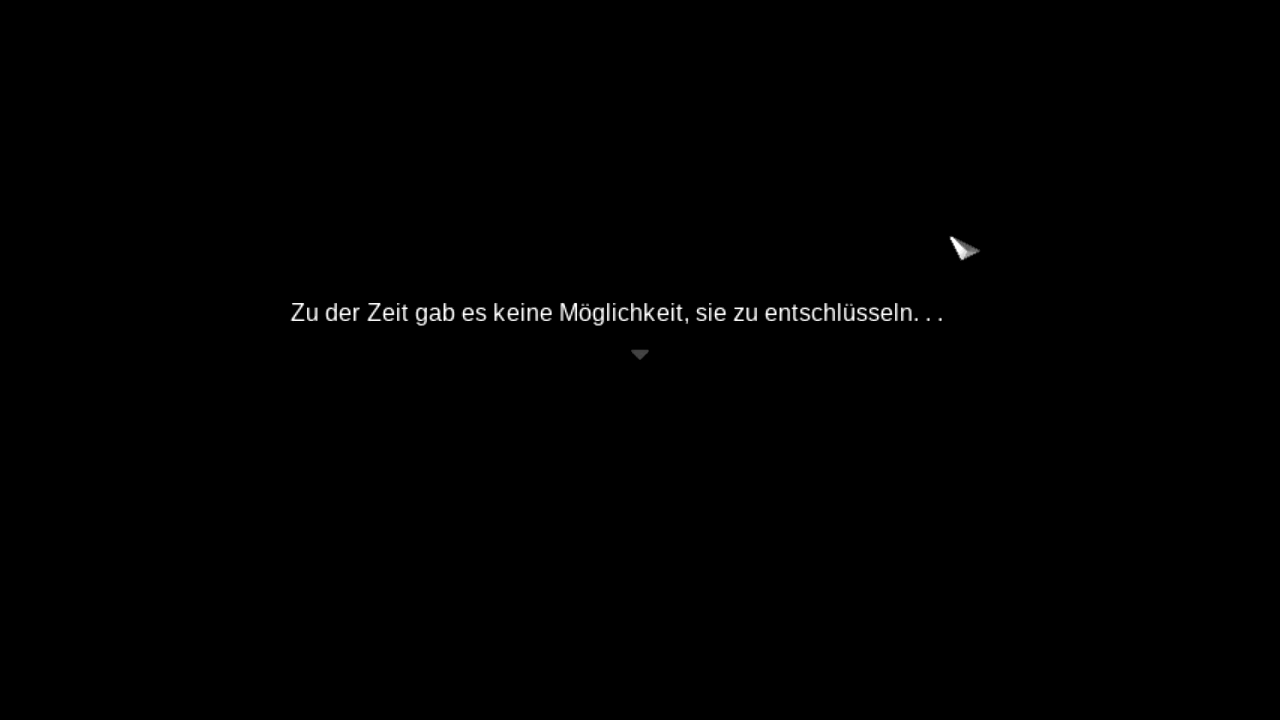 Zu der Zeit gab es keine Möglichkeit, sie zu entschlüsseln. . .